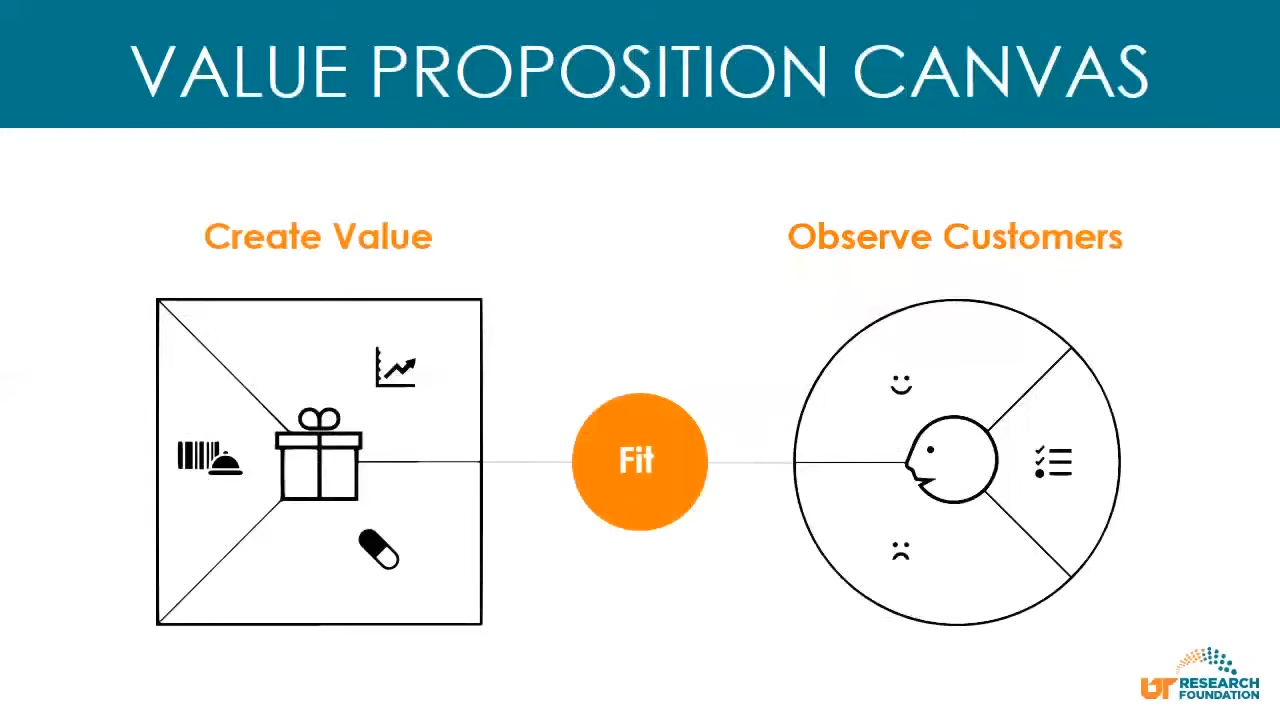 VALUE PROPOSITION CANVAS
Create Value
Observe Customers
Fit
UT RESEARCH
FOUNDATION